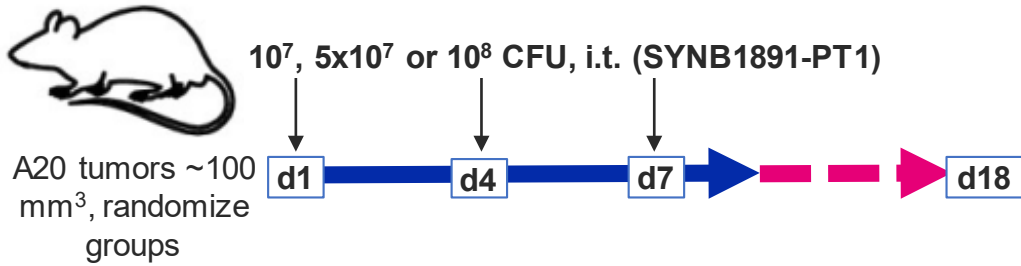 10⁷, 5x10⁷ or 10⁸ CFU, i.t. (SYNB1891-PT1)
A20 tumors ~100
mm³, randomize
groups
d1
d4
d7
d18